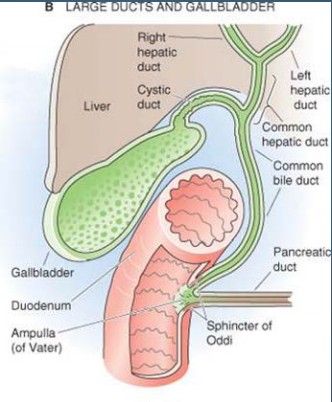 B LARGE DUCTS AND GALLBLADDER
Right
hepatic
duct
Cystic
duct
Liver
Left
hepatic
duct
Common
hepatic duct
Common
bile duct
Pancreatic
duct
Gallbladder
Duodenum
Ampulla
(of Vater)
Sphincter of
Oddi